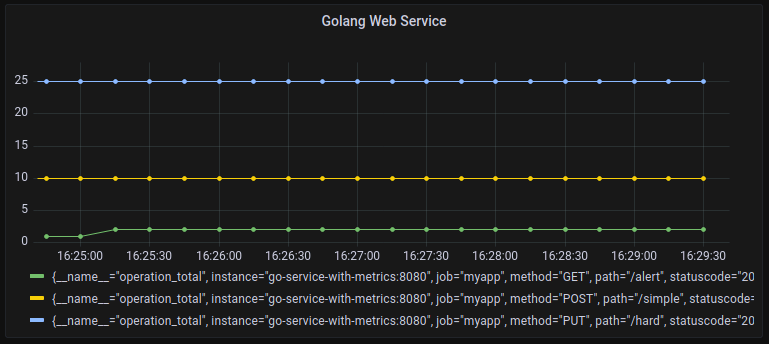 Golang Web Service
25
20
15
10
5
0
16:25:00 16:25:30 16:26:00 16:26:30 16:27:00 16:27:30 16:28:00 16:28:30 16:29:00 16:29:30
{__name__="operation_total", instance="go-service-with-metrics:8080", job="myapp", method="GET", path="/alert", statuscode="20
{__name__="operation_total", instance="go-service-with-metrics:8080", job="myapp", method="POST", path="/simple", statuscode=
{__name__="operation_total", instance="go-service-with-metrics:8080", job="myapp", method="PUT", path="/hard", statuscode="20